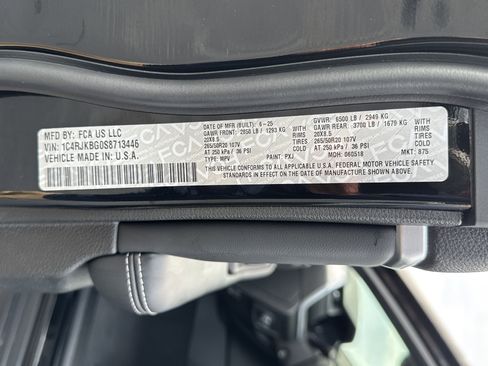 MFD BY: FCA US LLC
VIN: 1C4RJKBG0S8713446
VEHICLE MADE IN: U.S.A.
DATE OF MFR (BUILT): 6-25 GVWR: 6500 LB / 2949 KG
GAWR FRONT: 2850 LB / 1293 KG WITH GAWR REAR: 3700 LB / 1679 KG WITH
20X8.5 RIMS 20X8.5 RIMS
265/50R20 107V TIRES 265/50R20 107V TIRES
AT 250 kPa / 36 PSI COLD AT 250 kPa / 36 PSI COLD
TYPE: MPV PAINT: PXJ MOH: 060518 MKT: 875
THIS VEHICLE CONFORMS TO ALL APPLICABLE U.S.A. FEDERAL MOTOR VEHICLE SAFETY
STANDARDS IN EFFECT ON THE DATE OF MANUFACTURE SHOWN ABOVE.